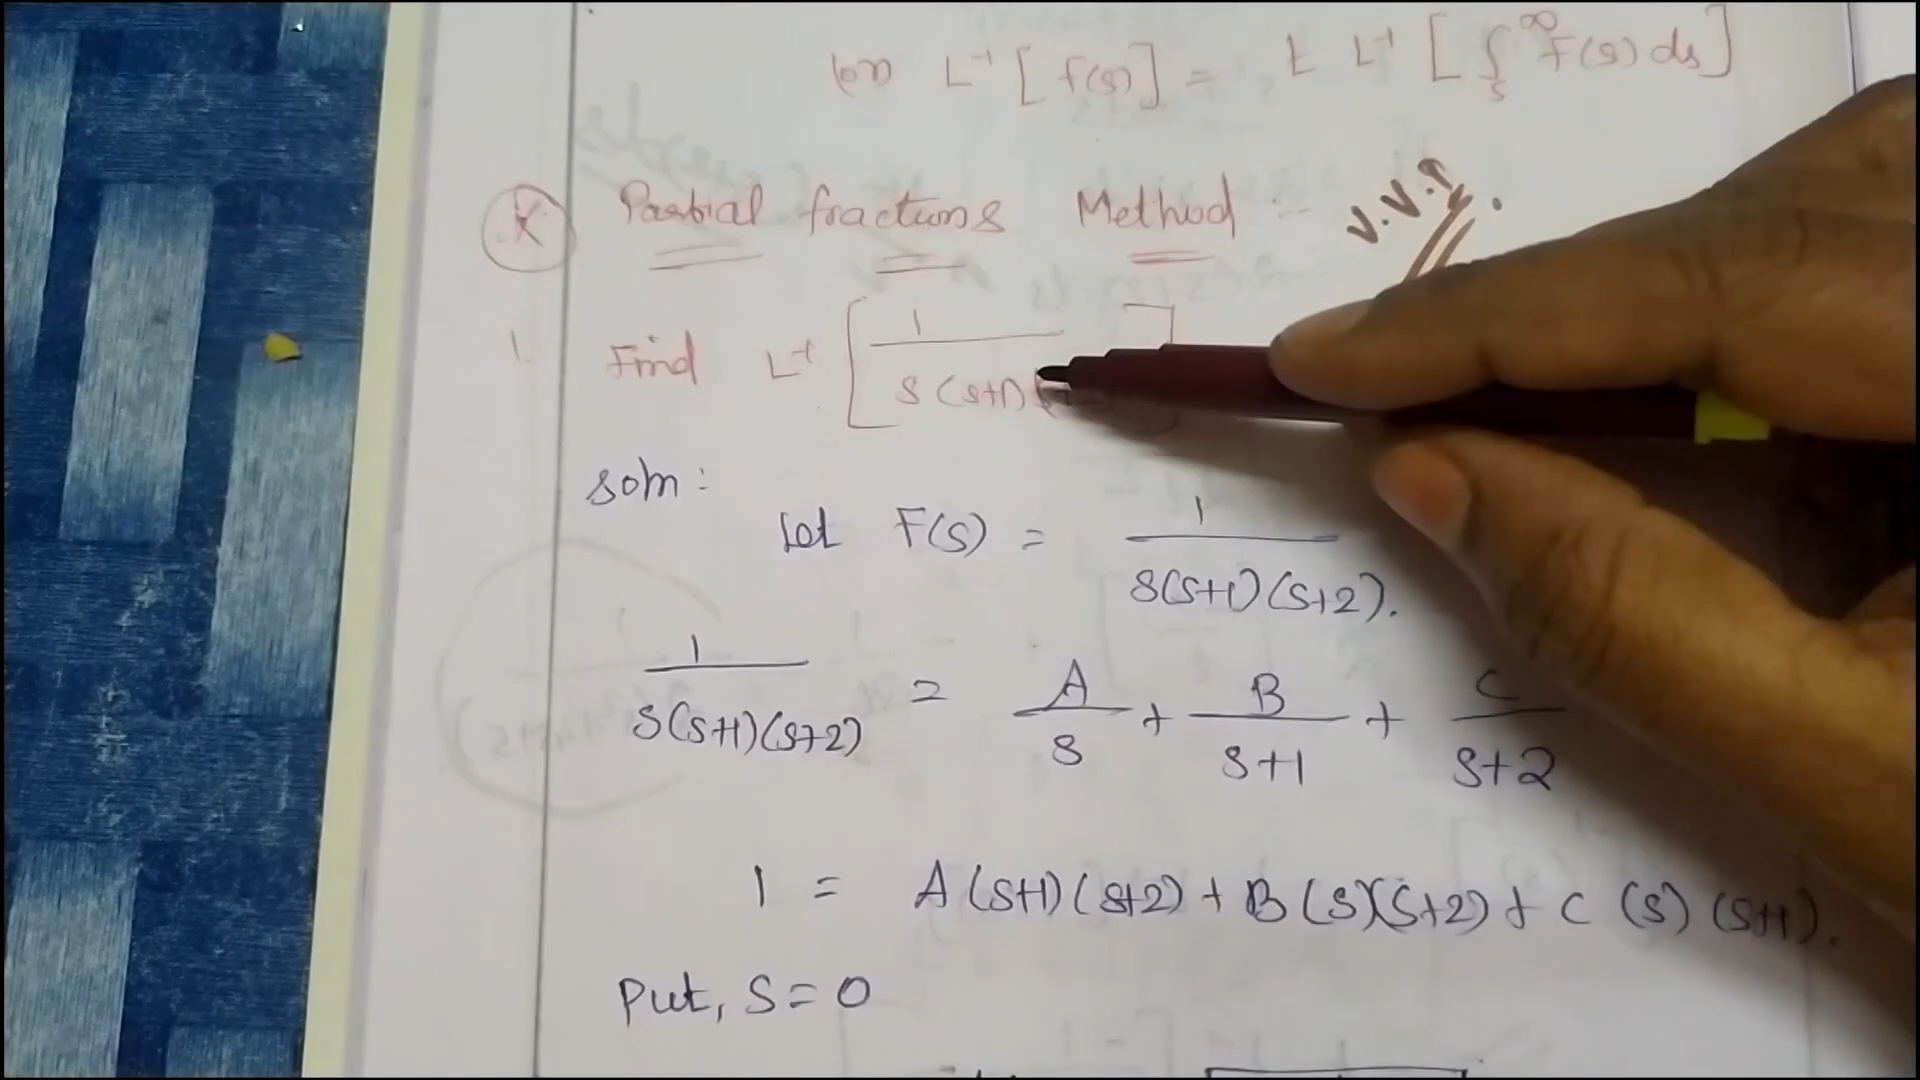 (or) L⁻¹ [ f(s) ] = t L⁻¹ [ ∫ₛ^∞ F(s) ds ]
Partial fractions Method :- V.V.P
1. Find L⁻¹ [ 1 / s(s+1)
Soln :
Let F(s) = 1 / s(s+1)(s+2).
1 / s(s+1)(s+2) = A / s + B / s+1 + C / s+2
1 = A(s+1)(s+2) + B(s)(s+2) + C (s) (s+1).
Put, s = 0